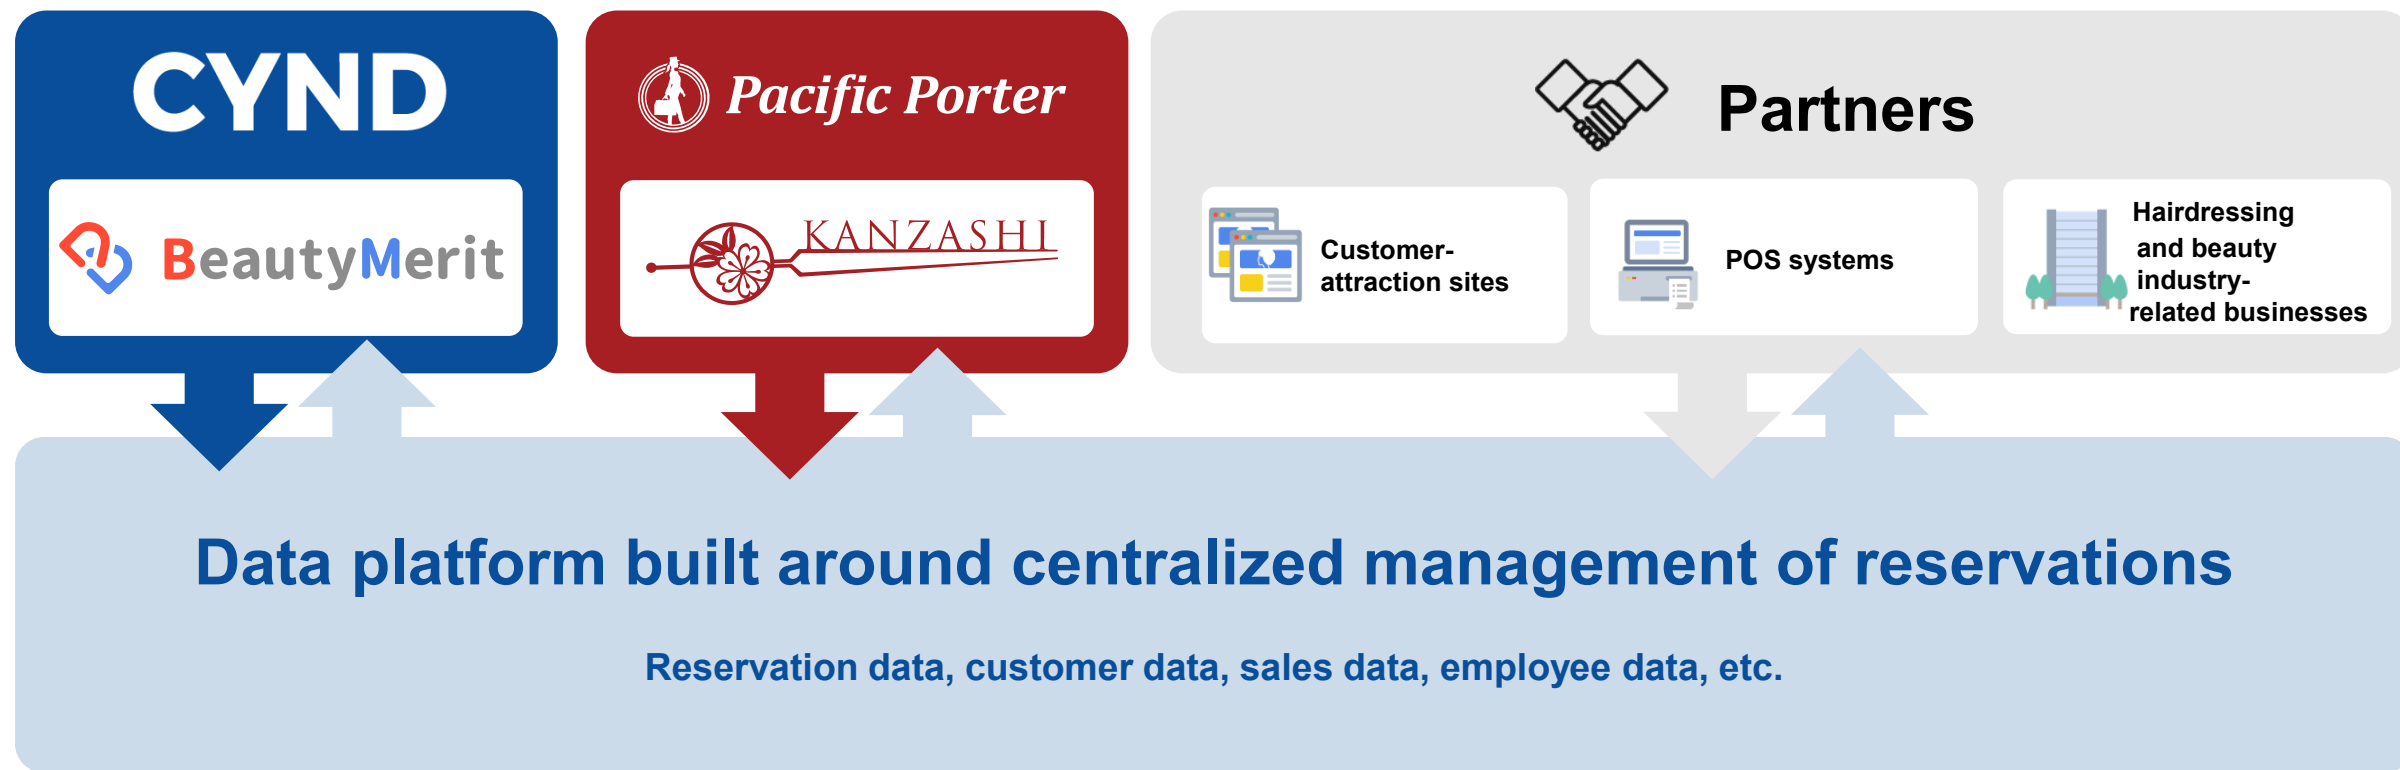 CYND
BeautyMerit
Pacific Porter
KANZASHI
Partners
Customer-
attraction sites
POS systems
Hairdressing
and beauty
industry-
related businesses
Data platform built around centralized management of reservations
Reservation data, customer data, sales data, employee data, etc.